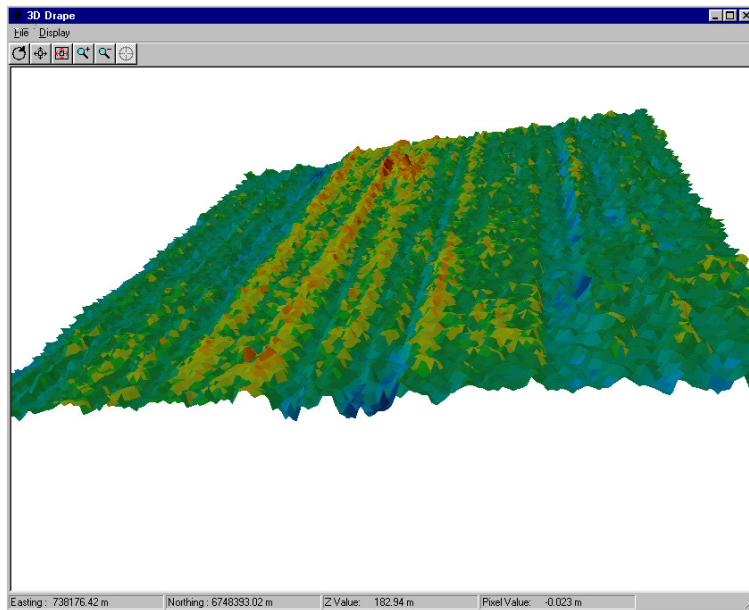 3D Drape
File Display
Easting : 738176.42 m Northing : 6748393.02 m Z Value: 182.94 m Pixel Value: -0.023 m